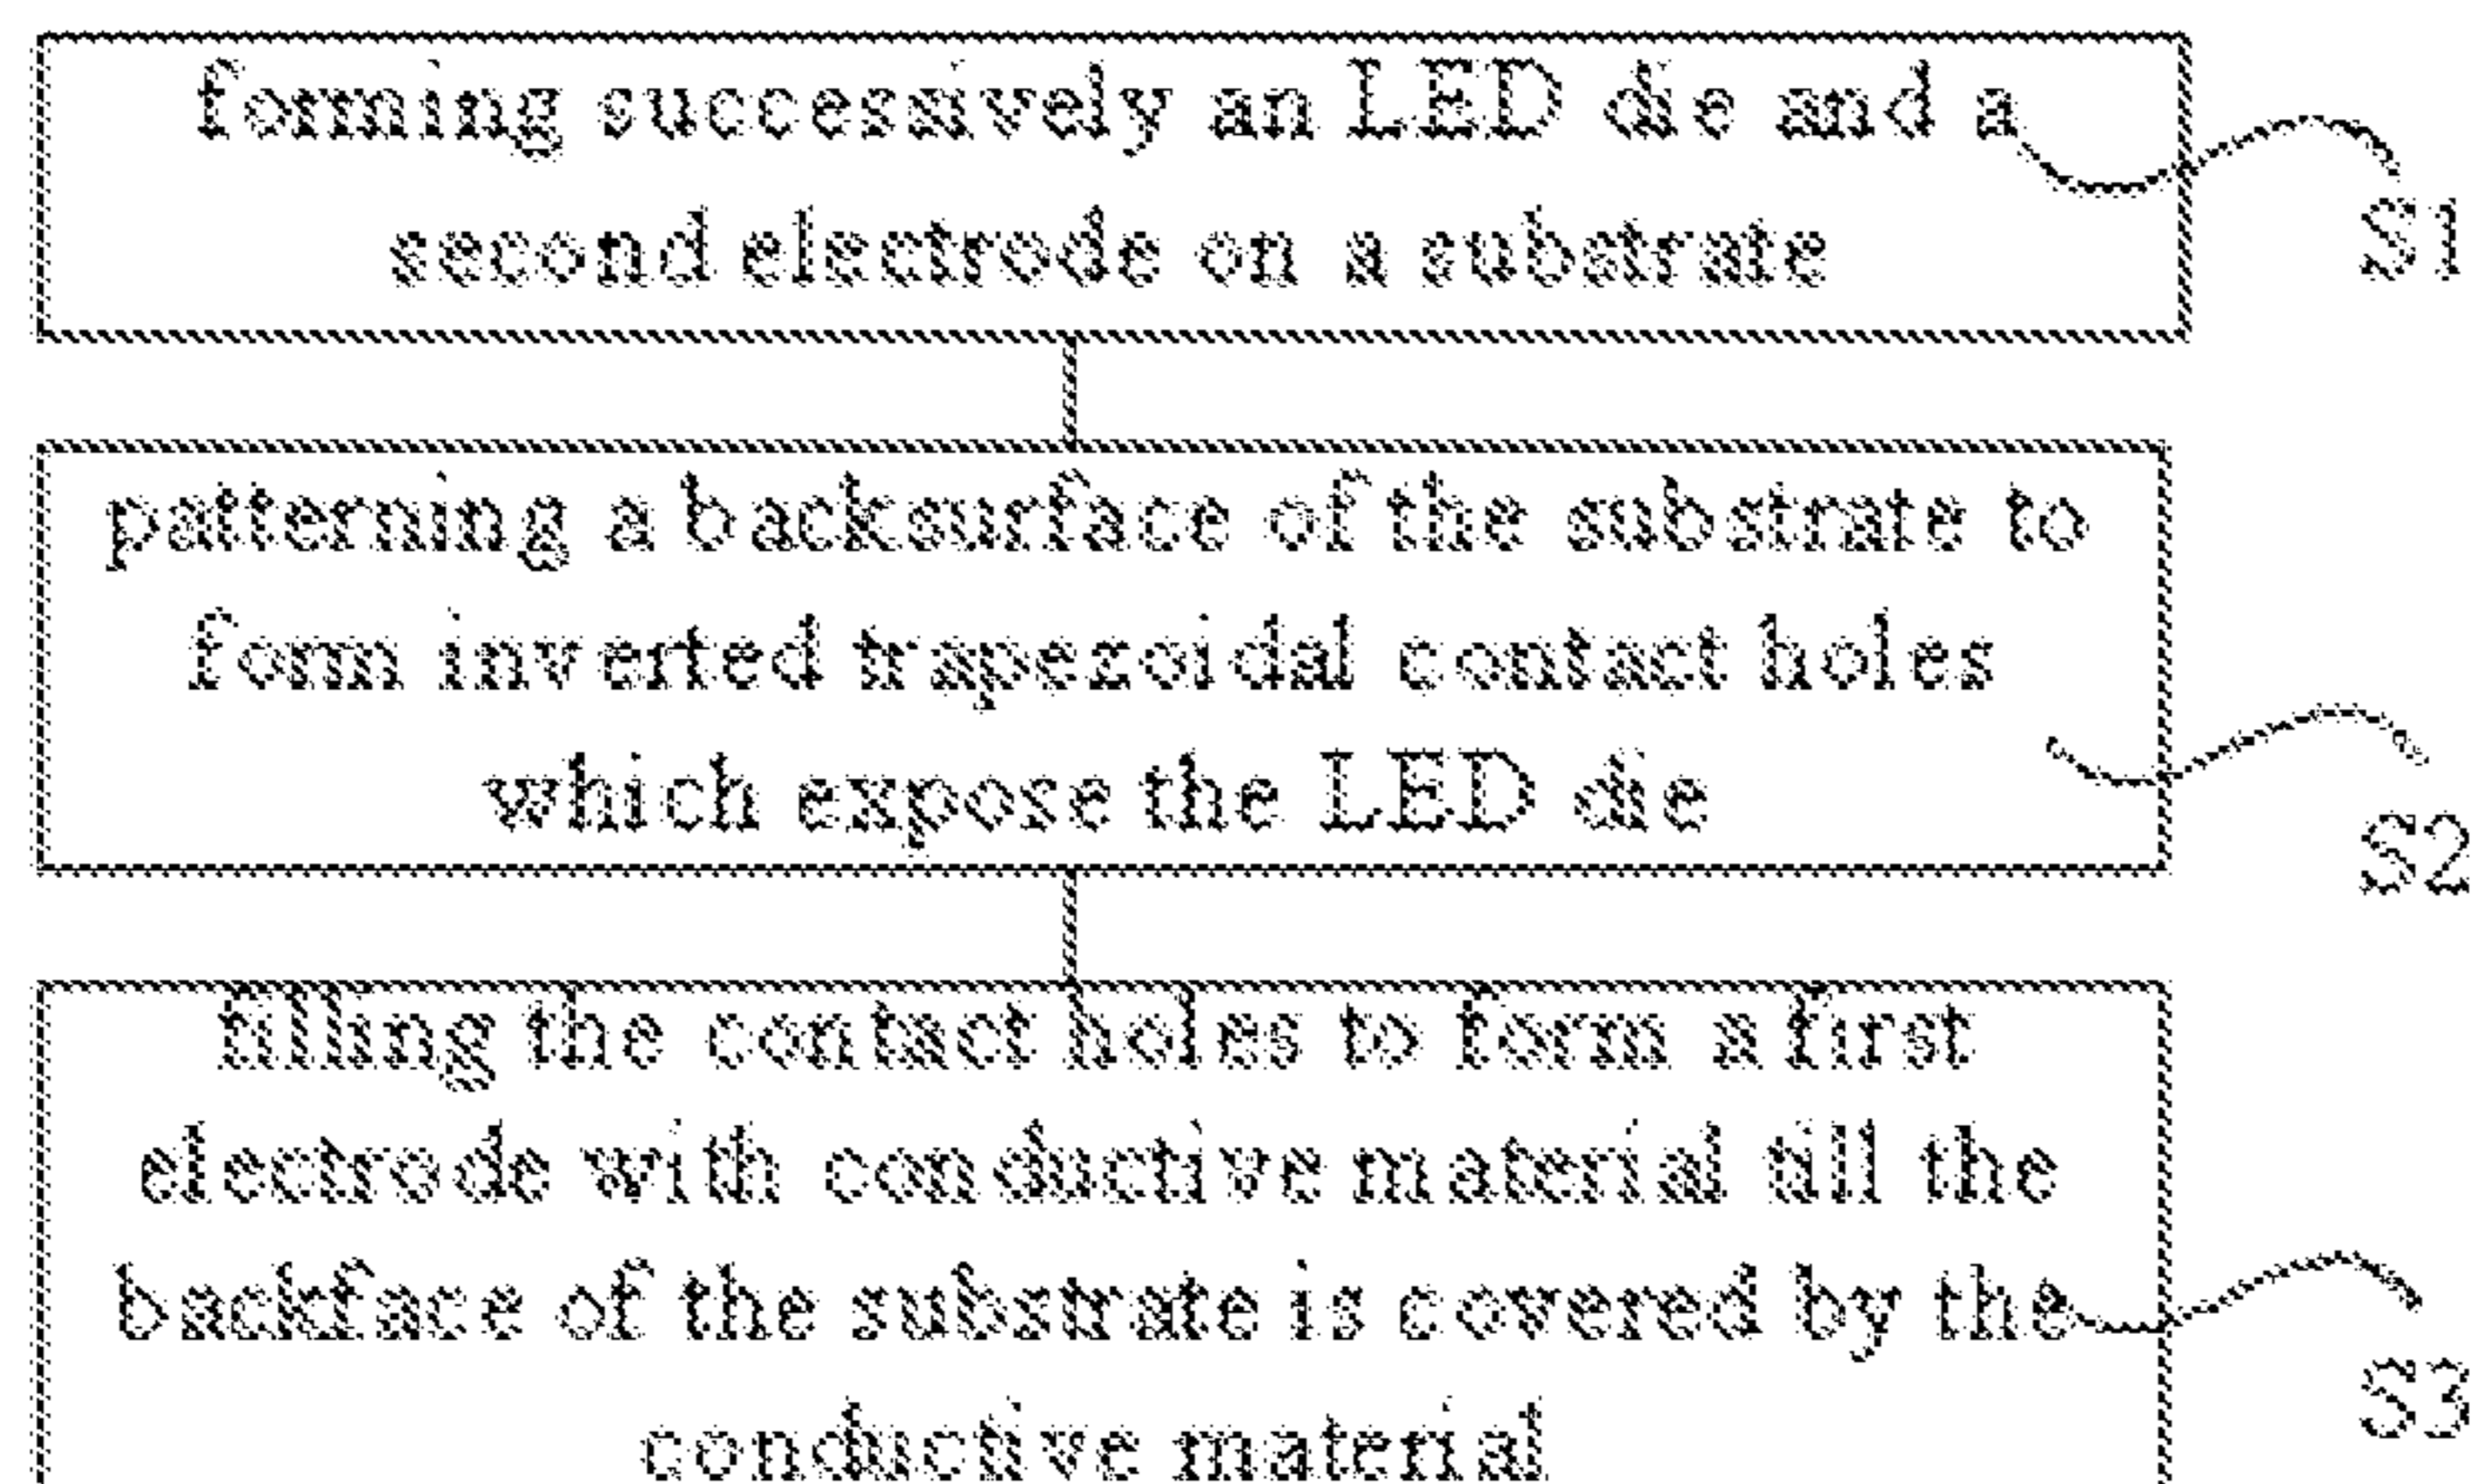 forming successively an LED die and a
second electrode on a substrate
S1
patterning a backsurface of the substrate to
form inverted trapezoidal contact holes
which expose the LED die
S2
filling the contact holes to form a first
electrode with conductive material till the
backface of the substrate is covered by the
conductive material
S3